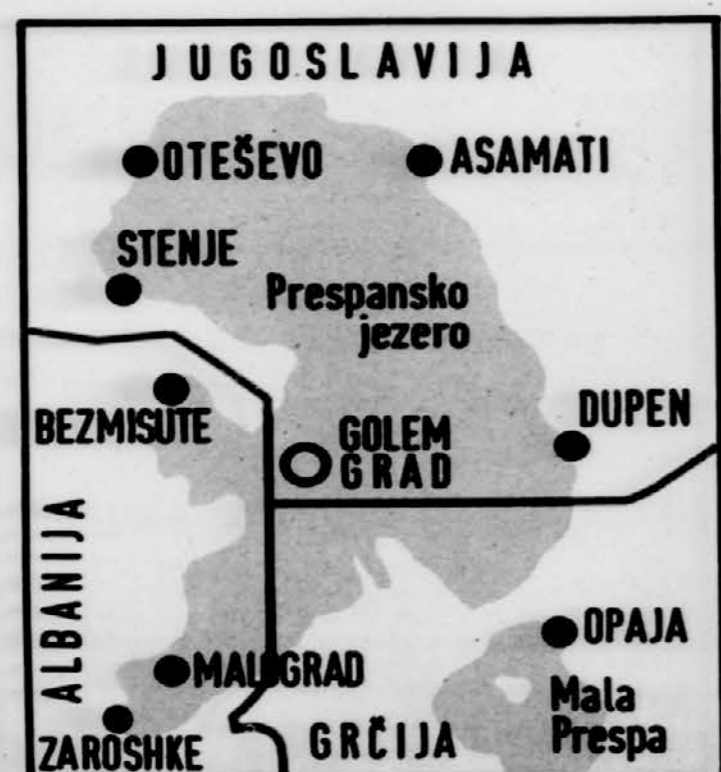 JUGOSLAVIJA
OTEŠEVO
ASAMATI
STENJE
Prespansko
jezero
BEZMISUTE
GOLEM
GRAD
DUPEN
ALBANIJA
MALIGRAD
OPAJA
Mala
Prespa
ZAROSHKE
GRČIJA